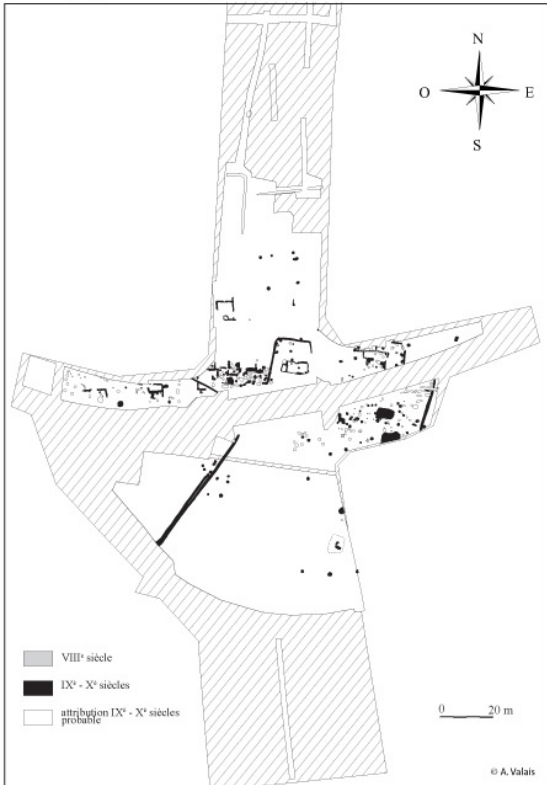 N
O E
S
VIIIᵉ siècle
IXᵉ - Xᵉ siècles
attribution IXᵉ - Xᵉ siècles
probable
0 20 m
© A. Valais